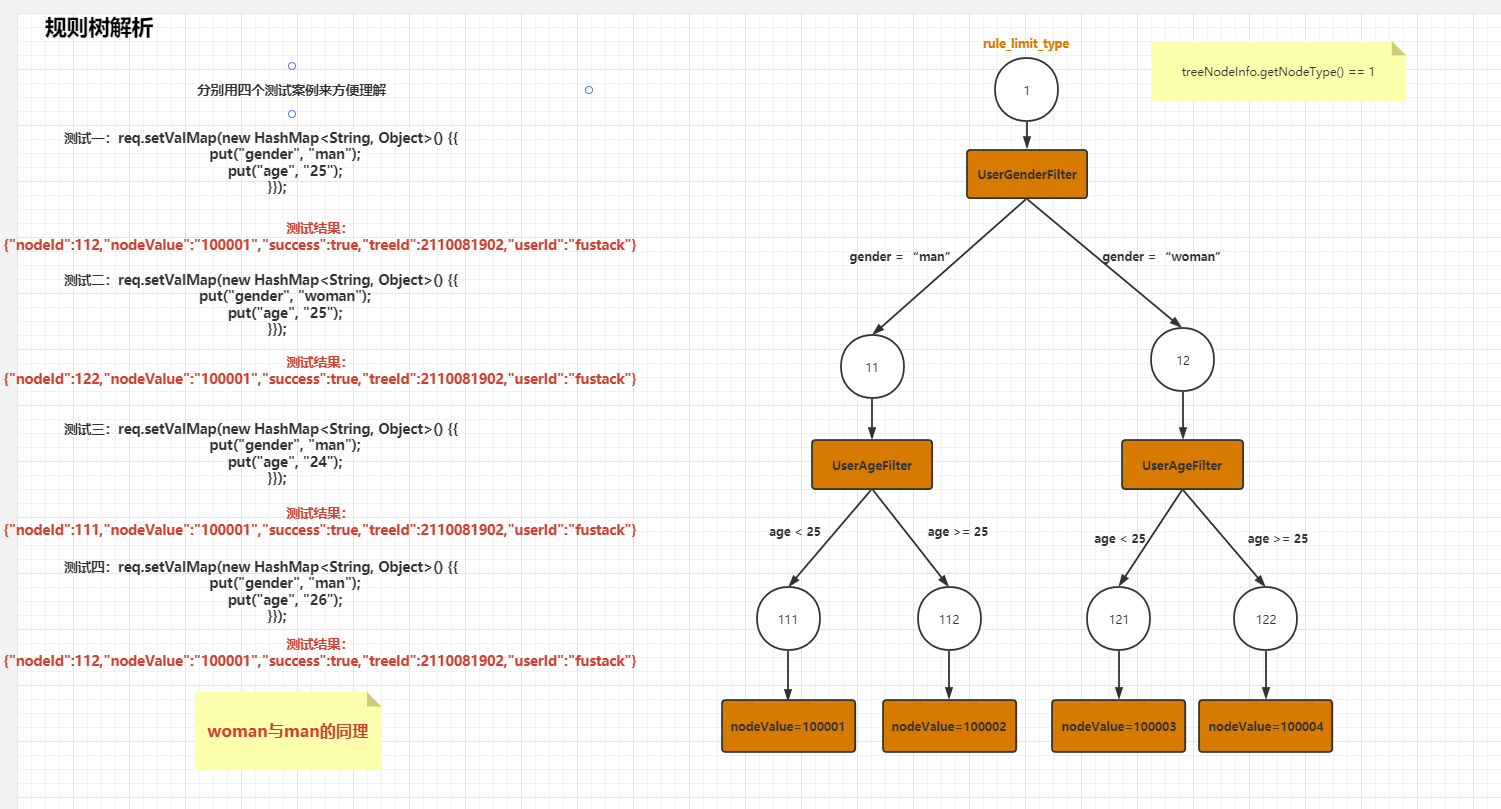 规则树解析
分别用四个测试案例来方便理解
测试一：req.setValMap(new HashMap<String, Object>() {{
put("gender", "man");
put("age", "25");
}});
测试结果：
{"nodeId":112,"nodeValue":"100001","success":true,"treeId":2110081902,"userId":"fustack"}
测试二：req.setValMap(new HashMap<String, Object>() {{
put("gender", "woman");
put("age", "25");
}});
测试结果：
{"nodeId":122,"nodeValue":"100001","success":true,"treeId":2110081902,"userId":"fustack"}
测试三：req.setValMap(new HashMap<String, Object>() {{
put("gender", "man");
put("age", "24");
}});
测试结果：
{"nodeId":111,"nodeValue":"100001","success":true,"treeId":2110081902,"userId":"fustack"}
测试四：req.setValMap(new HashMap<String, Object>() {{
put("gender", "man");
put("age", "26");
}});
测试结果：
{"nodeId":112,"nodeValue":"100001","success":true,"treeId":2110081902,"userId":"fustack"}
woman与man的同理
rule_limit_type
treeNodeInfo.getNodeType() == 1
1
UserGenderFilter
gender = “man”
gender = “woman”
11
12
UserAgeFilter
UserAgeFilter
age < 25
age >= 25
age < 25
age >= 25
111
112
121
122
nodeValue=100001
nodeValue=100002
nodeValue=100003
nodeValue=100004